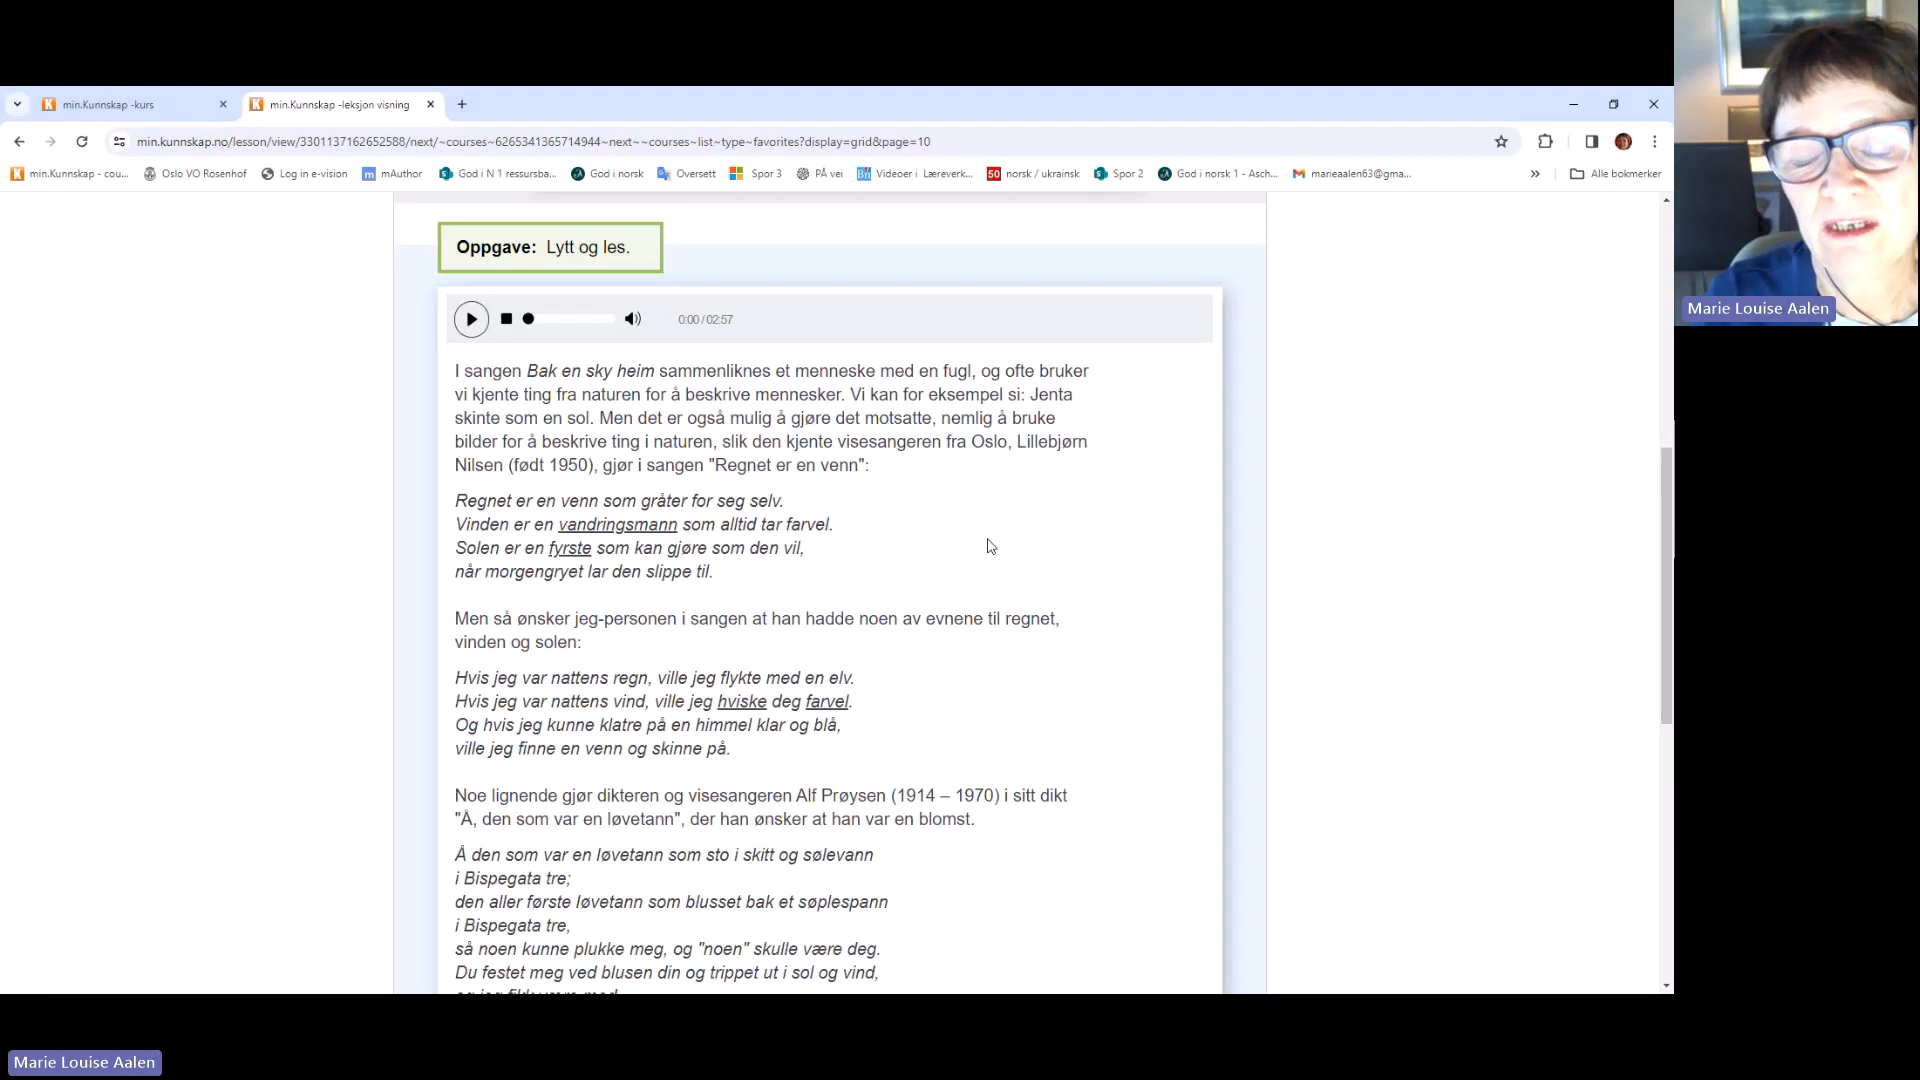 min.Kunnskap -kurs
min.Kunnskap -leksjon visning
min.kunnskap.no/lesson/view/3301137162652588/next/~courses~6265341365714944~next~~courses~list~type~favorites?display=grid&page=10
min.Kunnskap - cou...
Oslo VO Rosenhof
Log in e-vision
mAuthor
God i N 1 ressursba...
God i norsk
Oversett
Spor 3
PÅ vei
Videoer i Læreverk...
norsk / ukrainsk
Spor 2
God i norsk 1 - Asch...
marieaalen63@gma...
Alle bokmerker
Oppgave: Lytt og les.
0:00 / 02:57
I sangen Bak en sky heim sammenliknes et menneske med en fugl, og ofte bruker
vi kjente ting fra naturen for å beskrive mennesker. Vi kan for eksempel si: Jenta
skinte som en sol. Men det er også mulig å gjøre det motsatte, nemlig å bruke
bilder for å beskrive ting i naturen, slik den kjente visesangeren fra Oslo, Lillebjørn
Nilsen (født 1950), gjør i sangen "Regnet er en venn":
Regnet er en venn som gråter for seg selv.
Vinden er en vandringsmann som alltid tar farvel.
Solen er en fyrste som kan gjøre som den vil,
når morgengryet lar den slippe til.
Men så ønsker jeg-personen i sangen at han hadde noen av evnene til regnet,
vinden og solen:
Hvis jeg var nattens regn, ville jeg flykte med en elv.
Hvis jeg var nattens vind, ville jeg hviske deg farvel.
Og hvis jeg kunne klatre på en himmel klar og blå,
ville jeg finne en venn og skinne på.
Noe lignende gjør dikteren og visesangeren Alf Prøysen (1914 – 1970) i sitt dikt
"Å, den som var en løvetann", der han ønsker at han var en blomst.
Å den som var en løvetann som sto i skitt og sølevann
i Bispegata tre;
den aller første løvetann som blusset bak et søplespann
i Bispegata tre,
så noen kunne plukke meg, og "noen" skulle være deg.
Du festet meg ved blusen din og trippet ut i sol og vind,
Marie Louise Aalen
Marie Louise Aalen